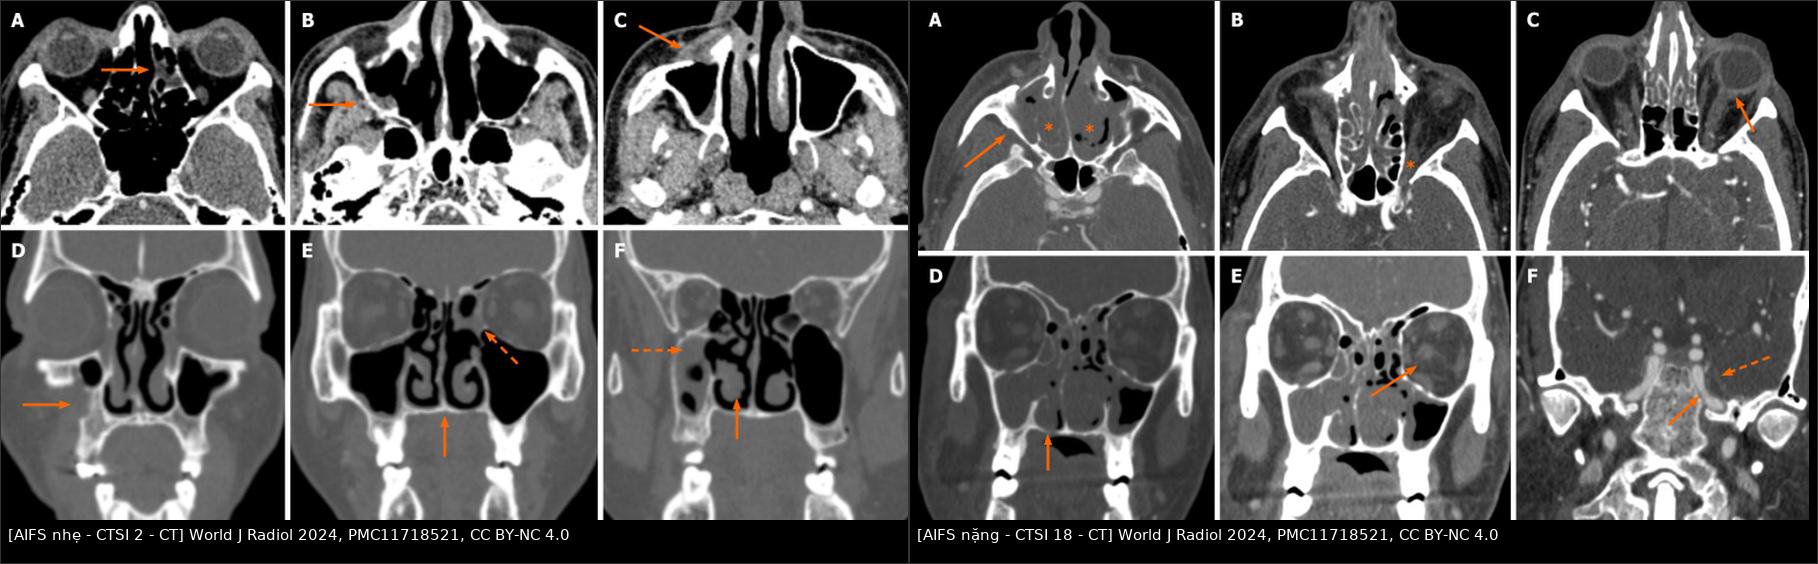 A B C
D E F
[AIFS nhẹ - CTSI 2 - CT] World J Radiol 2024, PMC11718521, CC BY-NC 4.0
A B C
D E F
[AIFS nặng - CTSI 18 - CT] World J Radiol 2024, PMC11718521, CC BY-NC 4.0